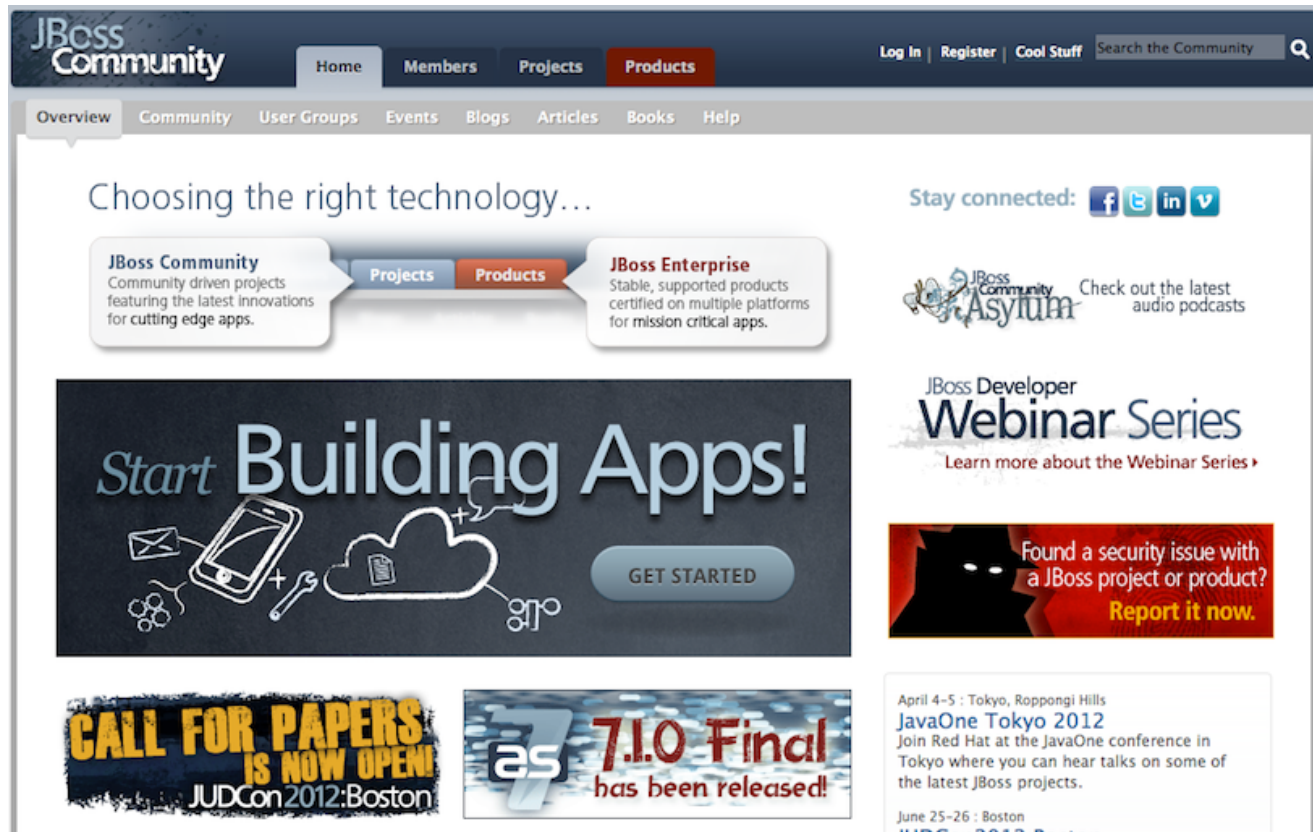 JBoss
Community
Home Members Projects Products
Log In | Register | Cool Stuff Search the Community
Overview Community User Groups Events Blogs Articles Books Help
Choosing the right technology...
JBoss Community
Community driven projects
featuring the latest innovations
for cutting edge apps.
Projects Products
JBoss Enterprise
Stable, supported products
certified on multiple platforms
for mission critical apps.
Start Building Apps!
GET STARTED
CALL FOR PAPERS
IS NOW OPEN!
JUDCon2012:Boston
as
7
7.1.0 Final
has been released!
Stay connected:
JBoss
Community
Asylum
Check out the latest
audio podcasts
JBoss Developer
Webinar Series
Learn more about the Webinar Series
Found a security issue with
a JBoss project or product?
Report it now.
April 4-5 : Tokyo, Roppongi Hills
JavaOne Tokyo 2012
Join Red Hat at the JavaOne conference in
Tokyo where you can hear talks on some of
the latest JBoss projects.
June 25-26 : Boston
JUDCon 2012 Boston